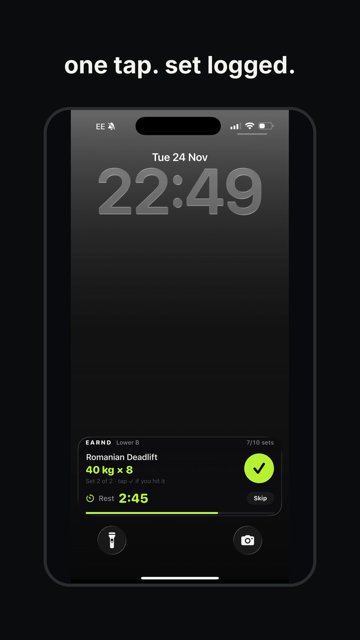 one tap. set logged.
EE
Tue 24 Nov
22:49
EARND Lower B 7/10 sets
Romanian Deadlift
40 kg × 8
Set 2 of 2 · tap ✓ if you hit it
Rest 2:45 Skip